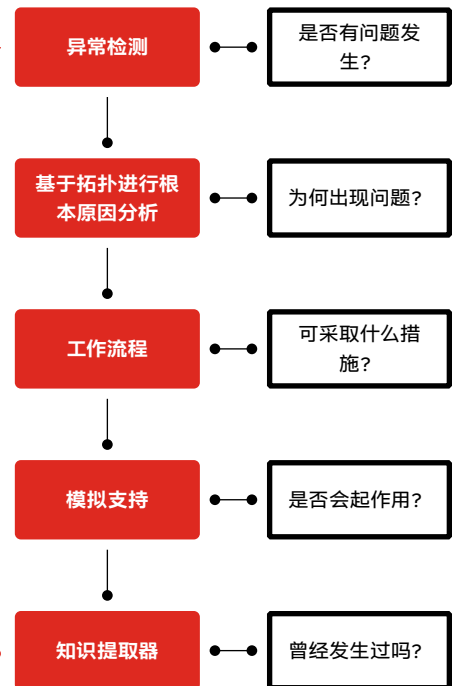 异常检测
是否有问题发
生?
基于拓扑进行根
本原因分析
为何出现问题?
工作流程
可采取什么措
施?
模拟支持
是否会起作用?
知识提取器
曾经发生过吗?